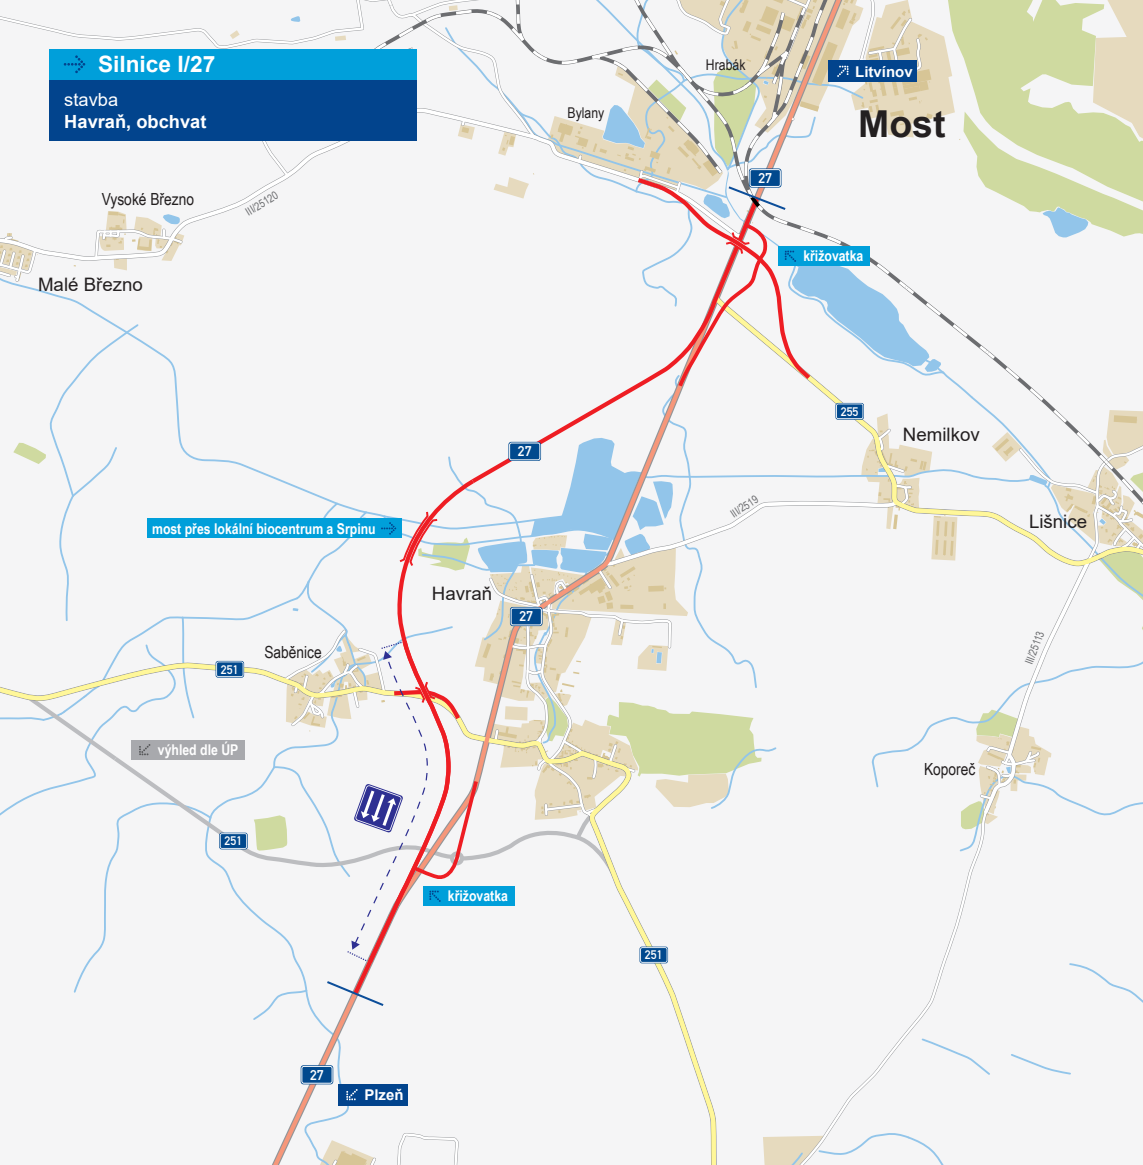 Silnice I/27
stavba
Havraň, obchvat
Hrabák
Litvínov
Bylany
Most
27
Vysoké Březno
III/25120
křižovatka
Malé Březno
255
Nemilkov
27
III/2519
Lišnice
most přes lokální biocentrum a Srpinu
Havraň
27
Saběnice
III/25113
251
výhled dle ÚP
Koporeč
251
křižovatka
251
27
Plzeň